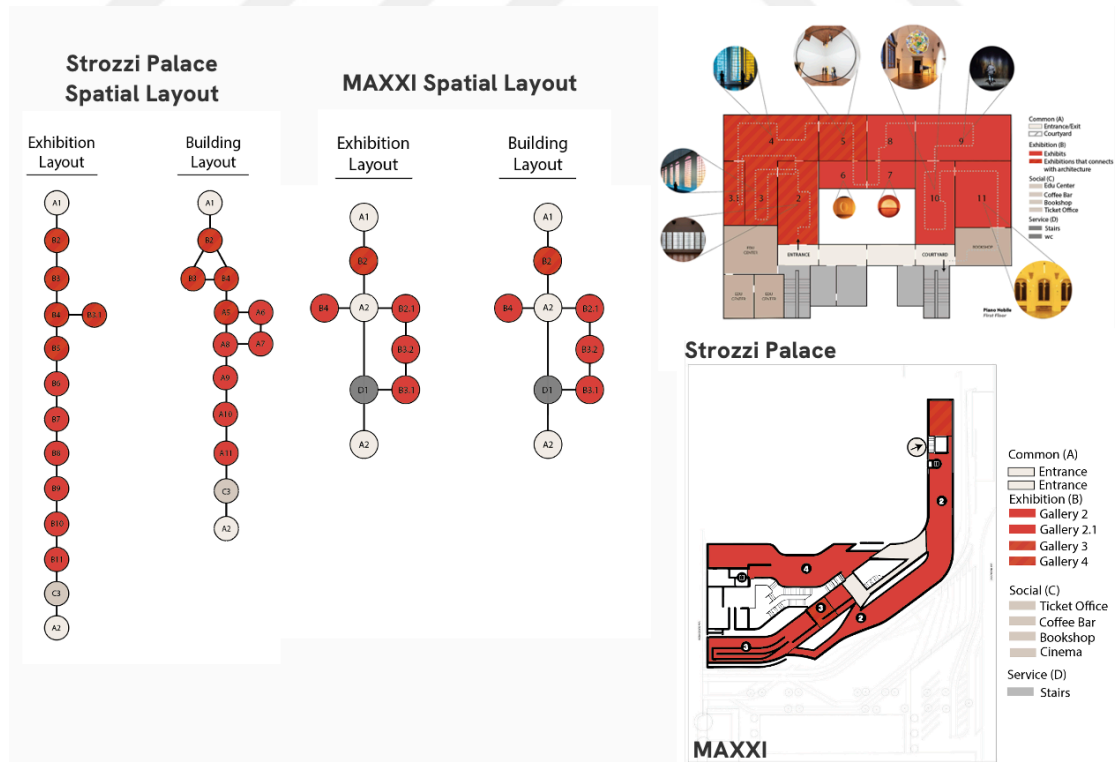 Strozzi Palace
Spatial Layout
Exhibition
Layout
A1
B2
B3
B4
B3.1
B5
B6
B7
B8
B9
B10
B11
C3
A2
Building
Layout
A1
B2
B3
B4
A5
A6
A8
A7
A9
A10
A11
C3
A2
MAXXI Spatial Layout
Exhibition
Layout
A1
B2
B4
A2
B2.1
B3.2
D1
B3.1
A2
Building
Layout
A1
B2
B4
A2
B2.1
B3.2
D1
B3.1
A2
4
5
8
9
3.1
3
2
6
7
10
11
ENTRANCE
COURTYARD
BOOKSHOP
CENTER
EDU
CENTER
EDU
CENTER
Piano Nobile
First Floor
Common (A)
Entrance/Exit
Courtyard
Exhibition (B)
Exhibits
Exhibitions that connects
with architecture
Social (C)
Edu Center
Coffee Bar
Bookshop
Ticket Office
Service (D)
Stairs
wc
Strozzi Palace
2
4
3
2
3
Common (A)
Entrance
Entrance
Exhibition (B)
Gallery 2
Gallery 2.1
Gallery 3
Gallery 4
Social (C)
Ticket Office
Coffee Bar
Bookshop
Cinema
Service (D)
Stairs
MAXXI